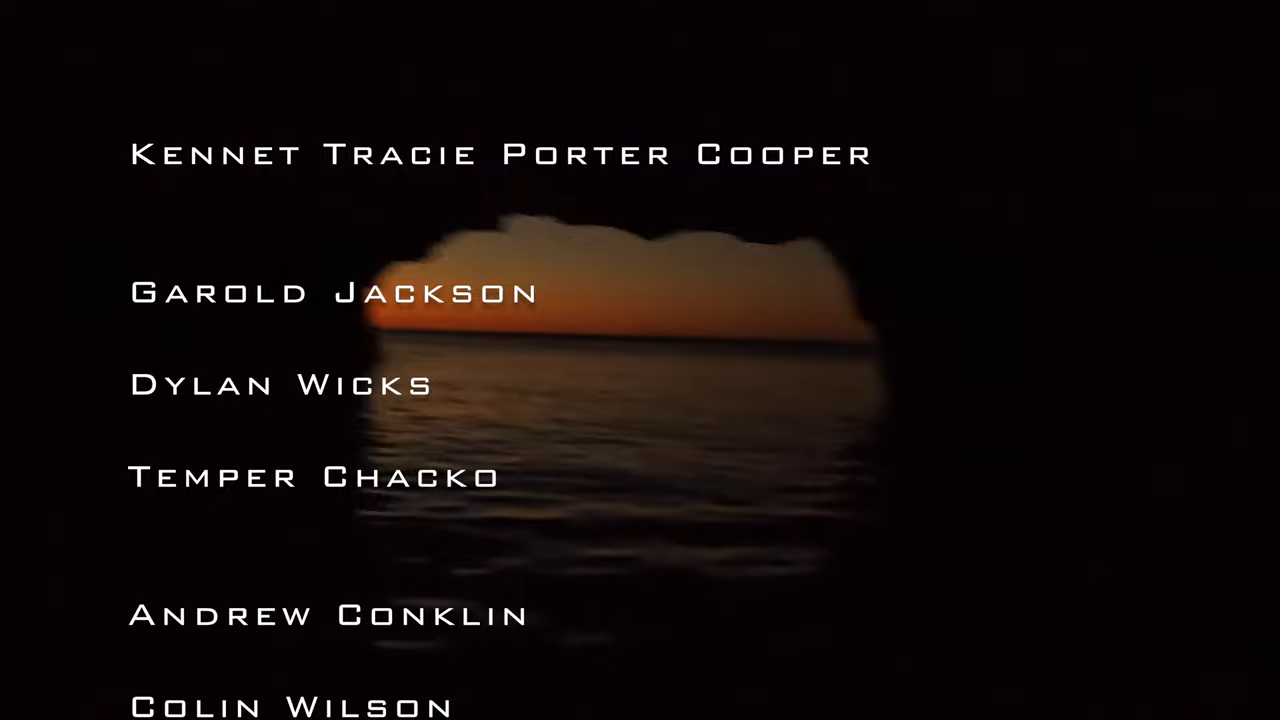 Kennet Tracie Porter Cooper
Garold Jackson
Dylan Wicks
Temper Chacko
Andrew Conklin
Colin Wilson